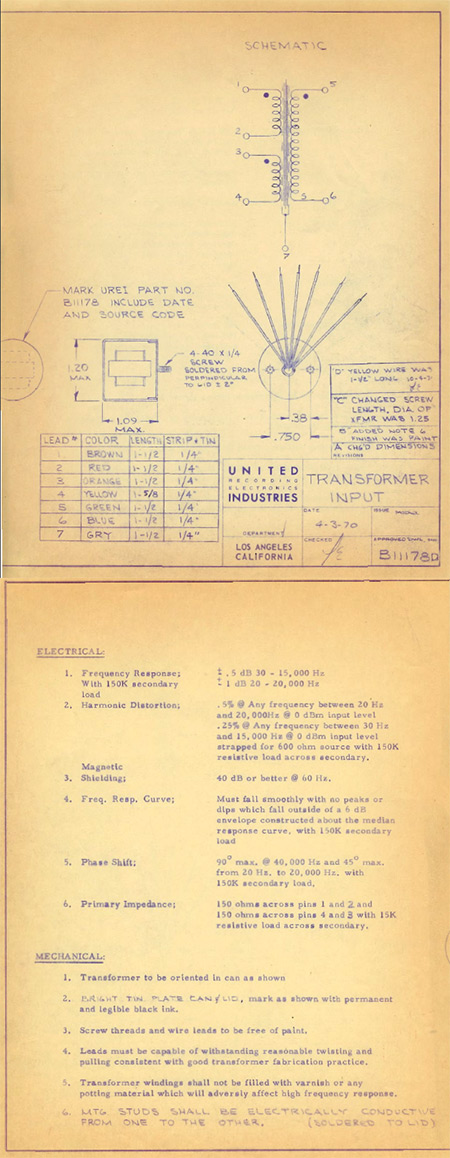 SCHEMATIC
1 5
2
3
4 6
7
MARK UREI PART NO.
B11178 INCLUDE DATE
AND SOURCE CODE
1.20
MAX
1.09
MAX.
4-40 X 1/4
SCREW
SOLDERED FROM
PERPENDICULAR
TO LID ± 2°
.38
.750
"D" YELLOW WIRE WAS
1-1/2" LONG
"C" CHANGED SCREW
LENGTH, DIA. OF
XFMR WAS 1.25
"B" ADDED NOTE 6
FINISH WAS PAINT
"A" CHG'D DIMENSIONS
REVISIONS
LEAD # COLOR LENGTH STRIP & TIN
1 BROWN 1-1/2 1/4"
2 RED 1-1/2 1/4"
3 ORANGE 1-1/2 1/4"
4 YELLOW 1-5/8 1/4"
5 GREEN 1-1/2 1/4"
6 BLUE 1-1/2 1/4"
7 GRY 1-1/2 1/4"
UNITED
RECORDING
ELECTRONICS
INDUSTRIES
DEPARTMENT
LOS ANGELES
CALIFORNIA
TRANSFORMER
INPUT
DATE
4-3-70
ISSUE
CHECKED
B11178D
ELECTRICAL:
1. Frequency Response; ± .5 dB 30 - 15,000 Hz
With 150K secondary ± 1 dB 20 - 20,000 Hz
load
2. Harmonic Distortion; .5% @ Any frequency between 20 Hz
and 20,000Hz @ 0 dBm input level
.25% @ Any frequency between 30 Hz
and 15,000 Hz @ 0 dBm input level
strapped for 600 ohm source with 150K
resistive load across secondary.
Magnetic
3. Shielding; 40 dB or better @ 60 Hz.
4. Freq. Resp. Curve; Must fall smoothly with no peaks or
dips which fall outside of a 6 dB
envelope constructed about the median
response curve, with 150K secondary
load
5. Phase Shift; 90° max. @ 40,000 Hz and 45° max.
from 20 Hz. to 20,000 Hz. with
150K secondary load.
6. Primary Impedance; 150 ohms across pins 1 and 2 and
150 ohms across pins 4 and 3 with 15K
resistive load across secondary.
MECHANICAL:
1. Transformer to be oriented in can as shown
2. BRIGHT TIN PLATE CAN & LID, mark as shown with permanent
and legible black ink.
3. Screw threads and wire leads to be free of paint.
4. Leads must be capable of withstanding reasonable twisting and
pulling consistent with good transformer fabrication practice.
5. Transformer windings shall not be filled with varnish or any
potting material which will adversly affect high frequency response.
6. MTG STUDS SHALL BE ELECTRICALLY CONDUCTIVE
FROM ONE TO THE OTHER. (SOLDERED TO LID)